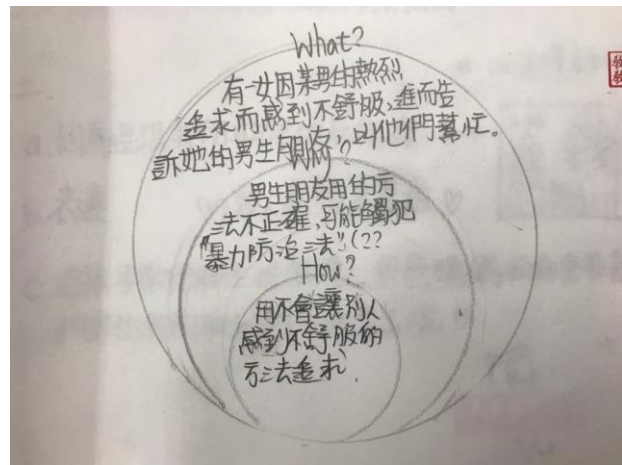 What?
有一女因某男的熱烈
追求而感到不舒服,進而告
訴她的男生朋友,叫他們幫忙。
Why?
男生朋友用的方
法不正確,可能觸犯
"暴力防治法"(??
How?
用不會讓別人
感到不舒服的
方法追求